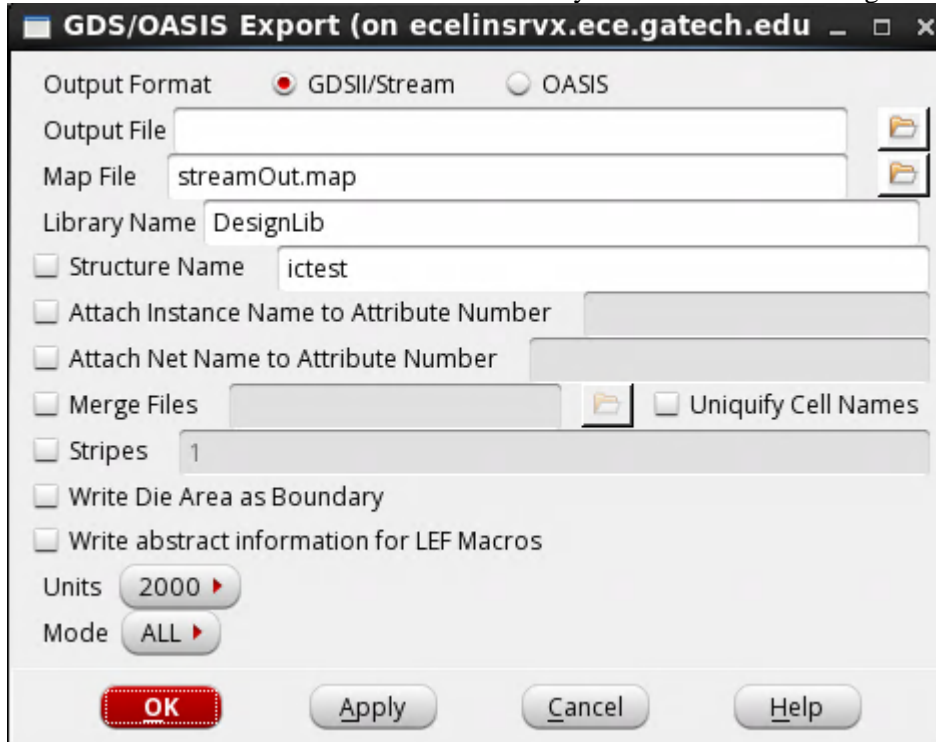 GDS/OASIS Export (on ecelinsrvx.ece.gatech.edu
Output Format GDSII/Stream OASIS
Output File
Map File streamOut.map
Library Name DesignLib
Structure Name ictest
Attach Instance Name to Attribute Number
Attach Net Name to Attribute Number
Merge Files Uniquify Cell Names
Stripes 1
Write Die Area as Boundary
Write abstract information for LEF Macros
Units 2000
Mode ALL
OK Apply Cancel Help